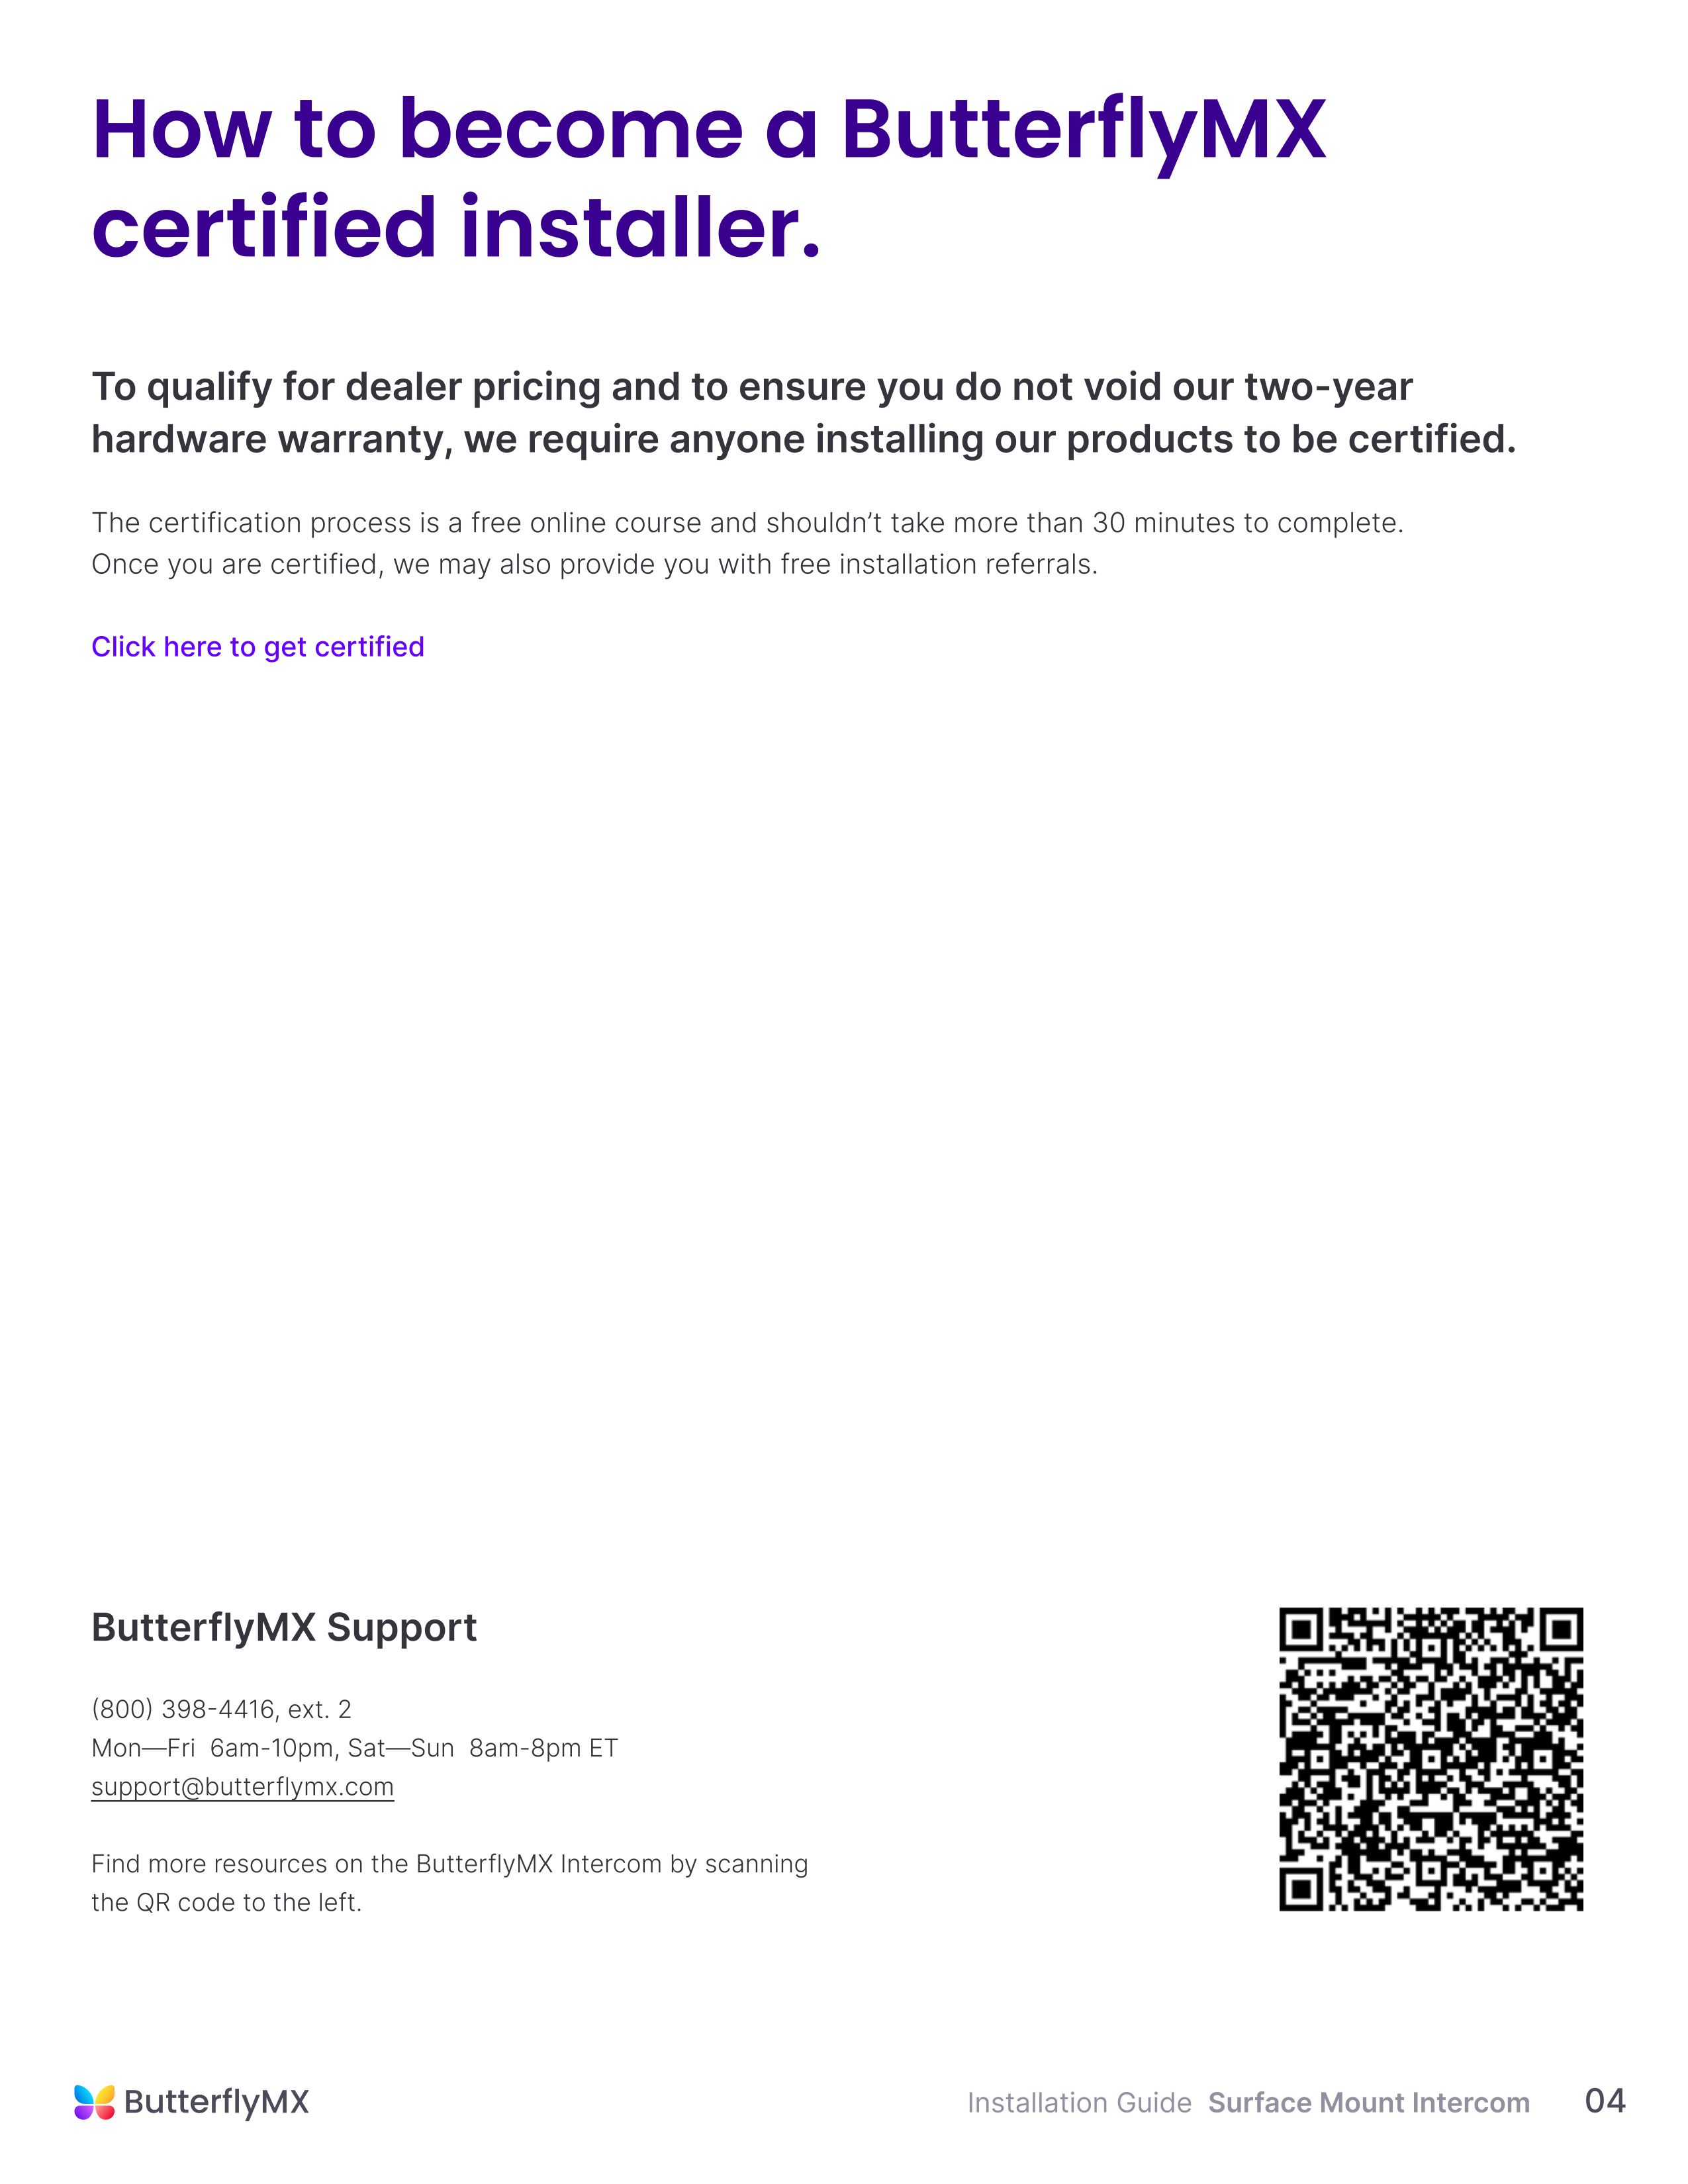 How to become a ButterflyMX
certified installer.
To qualify for dealer pricing and to ensure you do not void our two-year
hardware warranty, we require anyone installing our products to be certified.
The certification process is a free online course and shouldn’t take more than 30 minutes to complete.
Once you are certified, we may also provide you with free installation referrals.
Click here to get certified
ButterflyMX Support
(800) 398-4416, ext. 2
Mon—Fri  6am-10pm, Sat—Sun  8am-8pm ET
support@butterflymx.com
Find more resources on the ButterflyMX Intercom by scanning
the QR code to the left.
ButterflyMX
Installation Guide  Surface Mount Intercom  04